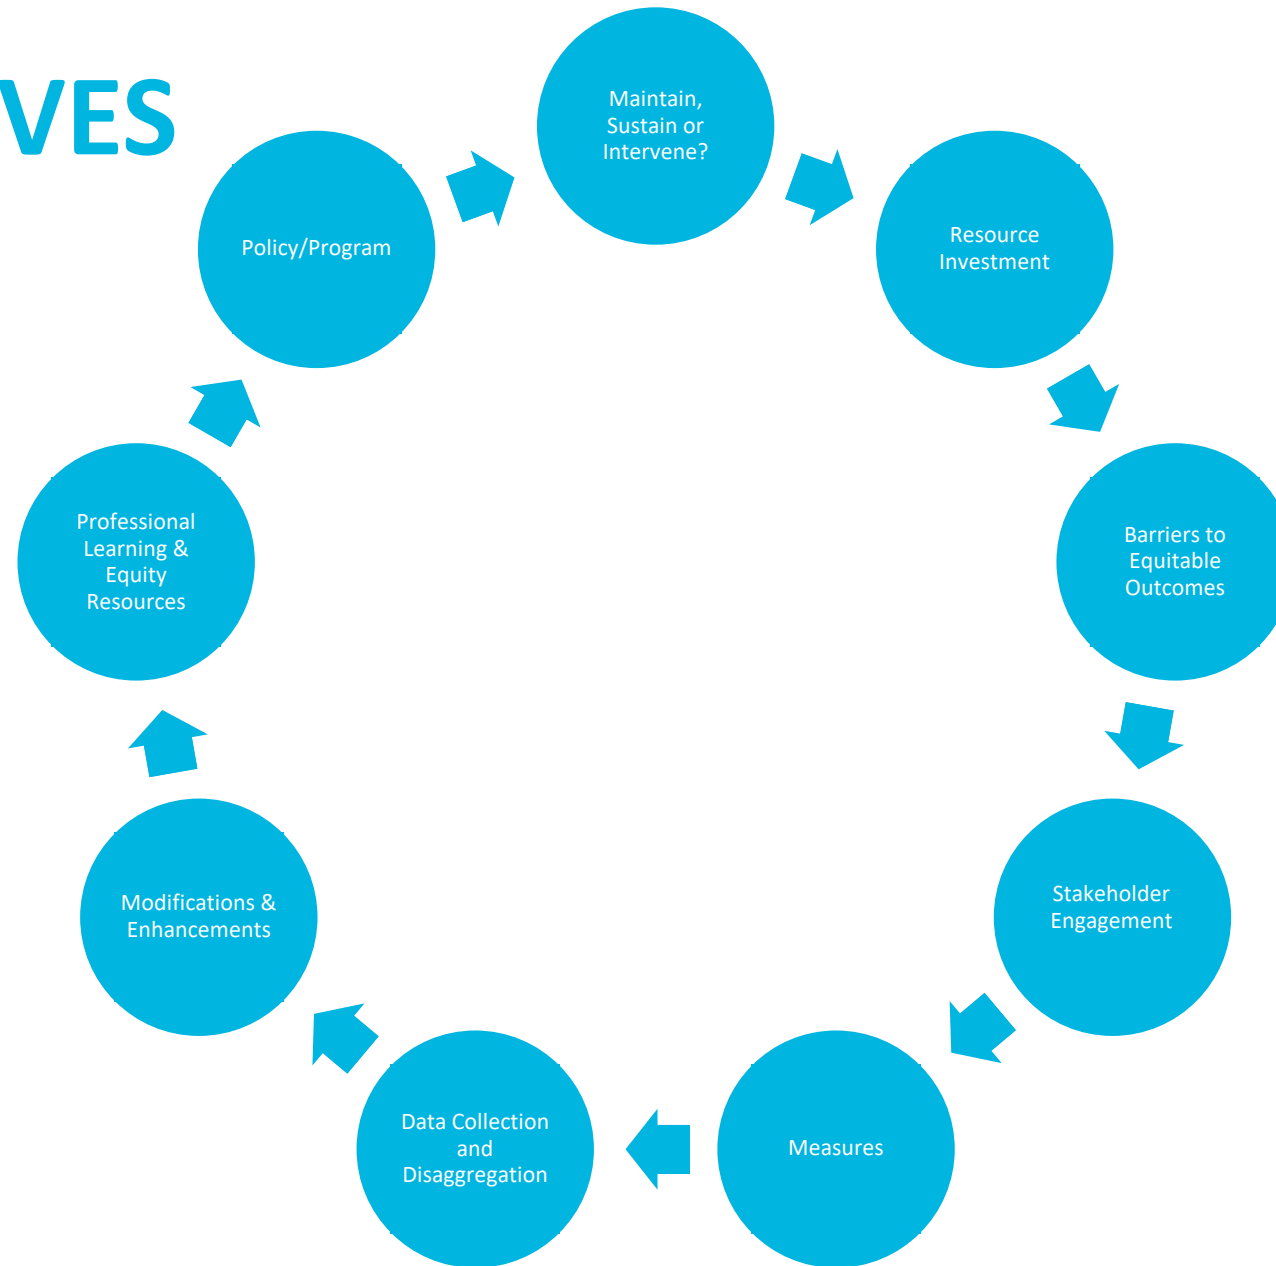 VES
Maintain,
Sustain or
Intervene?
Resource
Investment
Barriers to
Equitable
Outcomes
Stakeholder
Engagement
Measures
Data Collection
and
Disaggregation
Modifications &
Enhancements
Professional
Learning &
Equity
Resources
Policy/Program